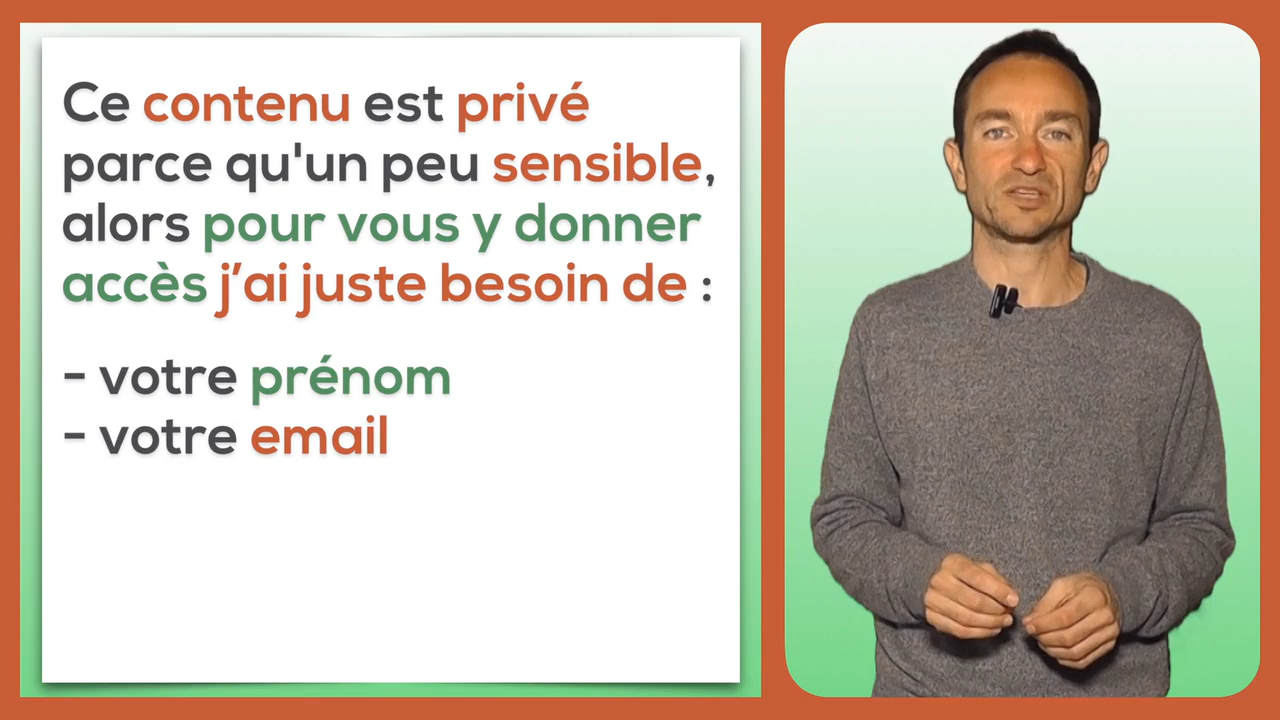 Ce contenu est privé
parce qu'un peu sensible,
alors pour vous y donner
accès j’ai juste besoin de :
- votre prénom
- votre email